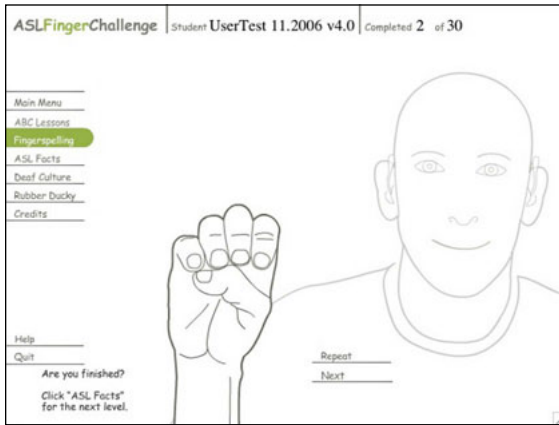 ASLFingerChallenge Student UserTest 11.2006 v4.0 Completed 2 of 30
Main Menu
ABC Lessons
Fingerspelling
ASL Facts
Deaf Culture
Rubber Ducky
Credits
Help
Quit
Repeat
Next
Are you finished?
Click "ASL Facts"
for the next level.